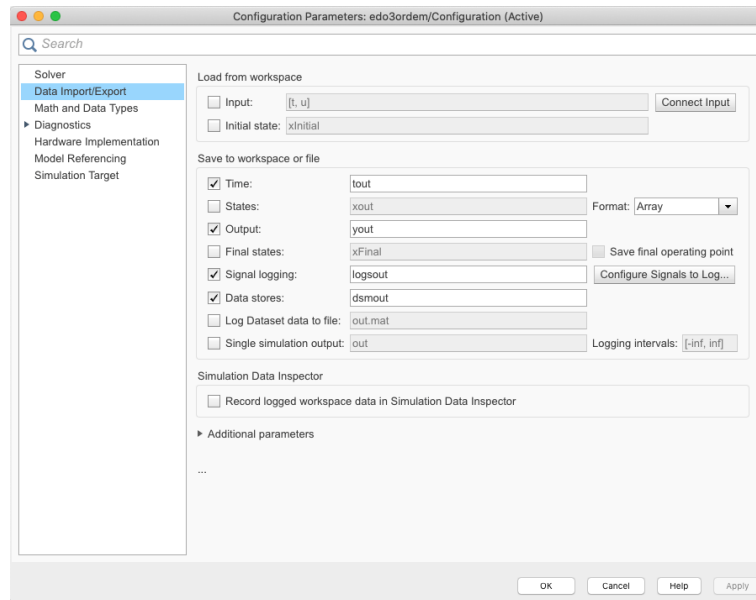 Configuration Parameters: edo3ordem/Configuration (Active)
Search
Solver
Data Import/Export
Math and Data Types
Diagnostics
Hardware Implementation
Model Referencing
Simulation Target
Load from workspace
Input: [t, u] Connect Input
Initial state: xInitial
Save to workspace or file
Time: tout
States: xout Format: Array
Output: yout
Final states: xFinal Save final operating point
Signal logging: logsout Configure Signals to Log...
Data stores: dsmout
Log Dataset data to file: out.mat
Single simulation output: out Logging intervals: [-inf, inf]
Simulation Data Inspector
Record logged workspace data in Simulation Data Inspector
Additional parameters
...
OK Cancel Help Apply